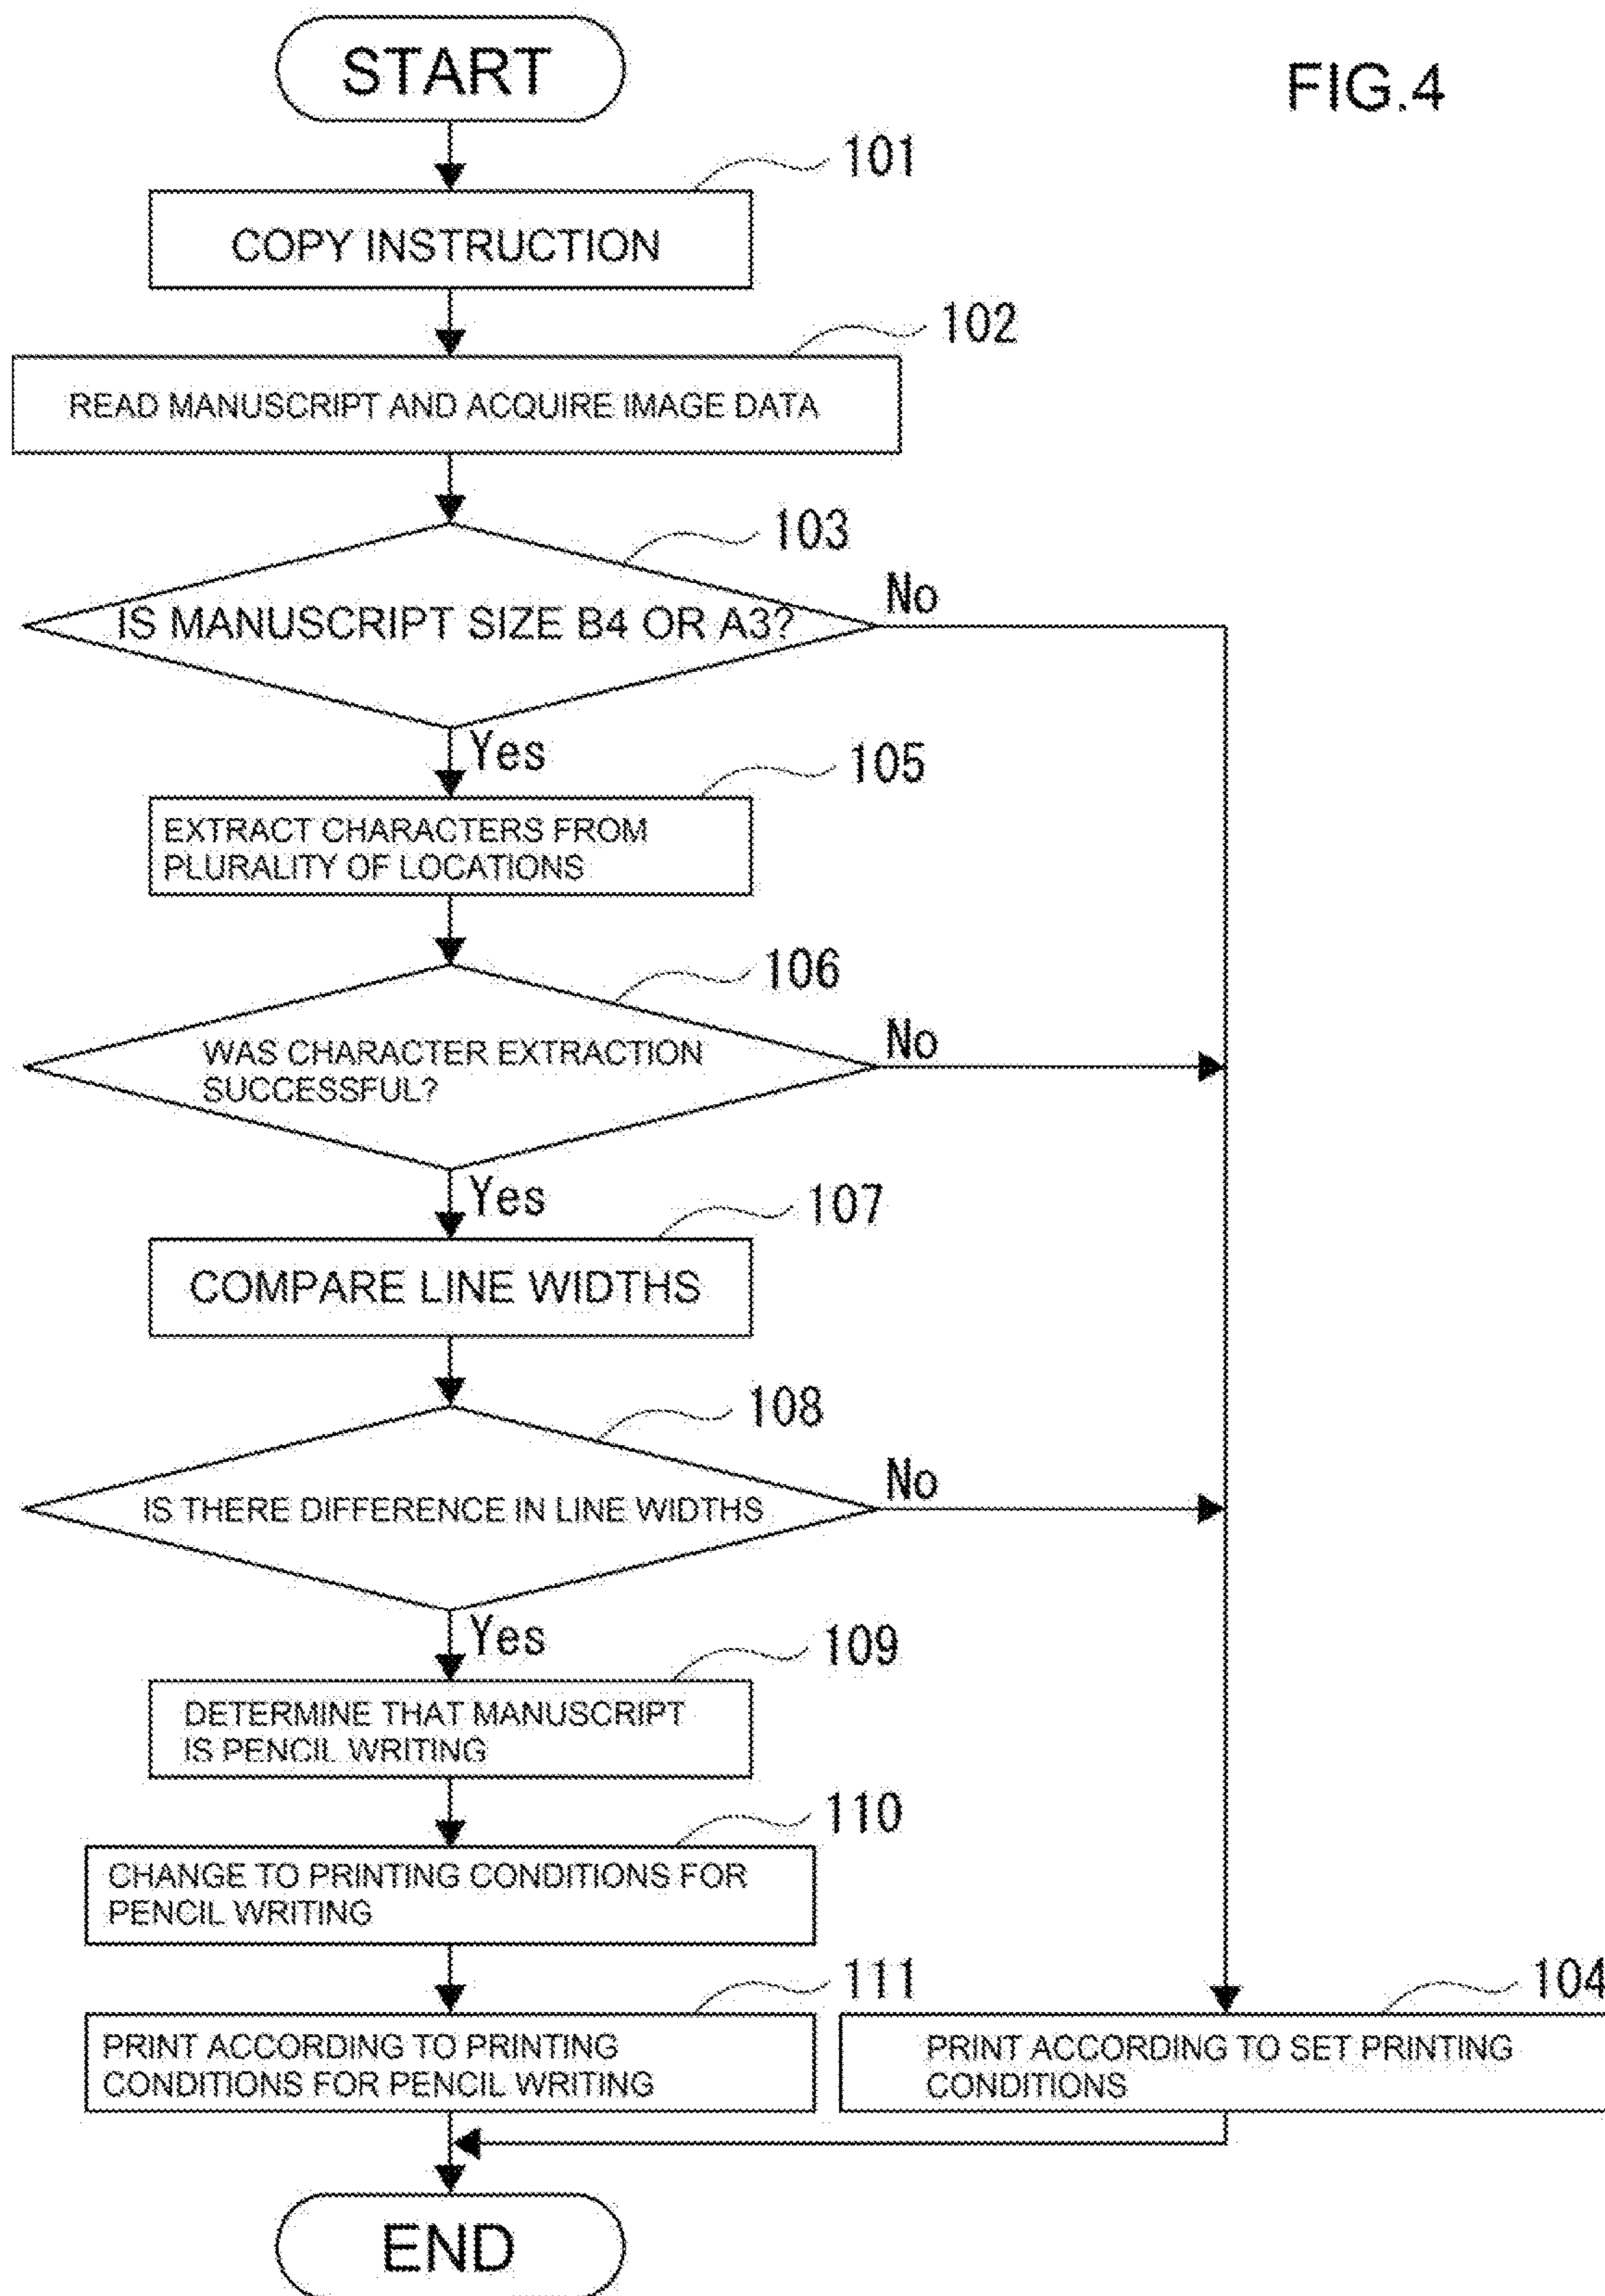 START
FIG.4
101
COPY INSTRUCTION
102
READ MANUSCRIPT AND ACQUIRE IMAGE DATA
103
IS MANUSCRIPT SIZE B4 OR A3?
No
Yes
105
EXTRACT CHARACTERS FROM
PLURALITY OF LOCATIONS
106
WAS CHARACTER EXTRACTION
SUCCESSFUL?
No
Yes
107
COMPARE LINE WIDTHS
108
IS THERE DIFFERENCE IN LINE WIDTHS
No
Yes
109
DETERMINE THAT MANUSCRIPT
IS PENCIL WRITING
110
CHANGE TO PRINTING CONDITIONS FOR
PENCIL WRITING
111
PRINT ACCORDING TO PRINTING
CONDITIONS FOR PENCIL WRITING
104
PRINT ACCORDING TO SET PRINTING
CONDITIONS
END